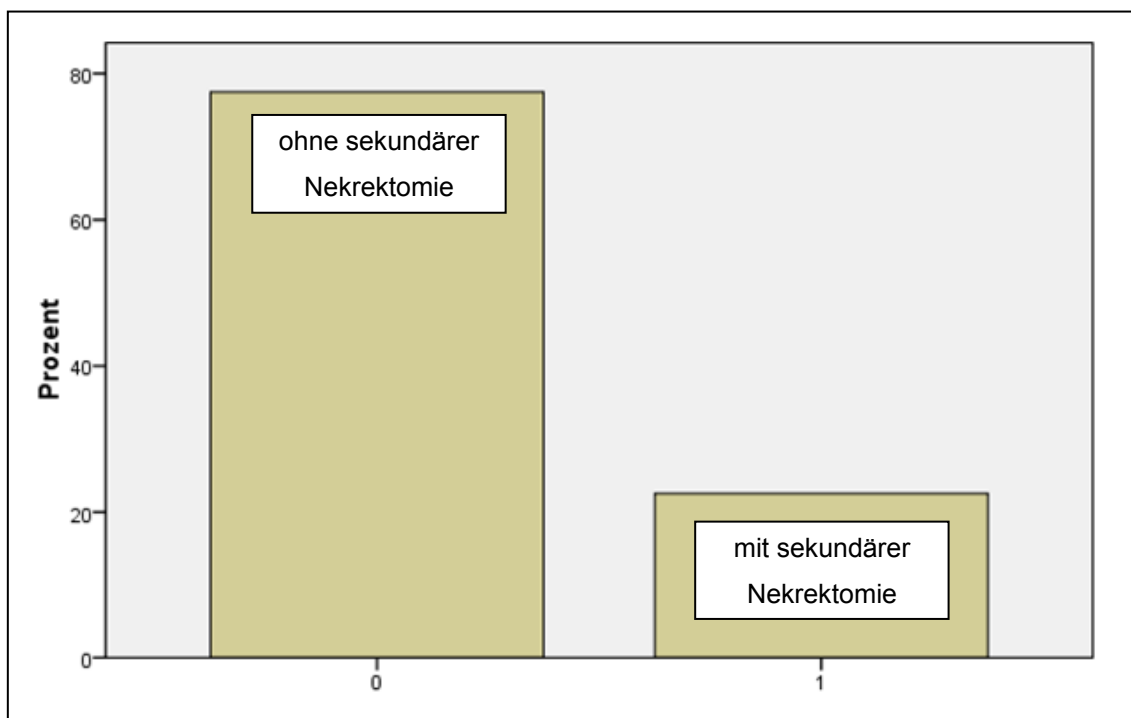 80
60
40
20
0
Prozent
ohne sekundärer
Nekrektomie
mit sekundärer
Nekrektomie
0
1